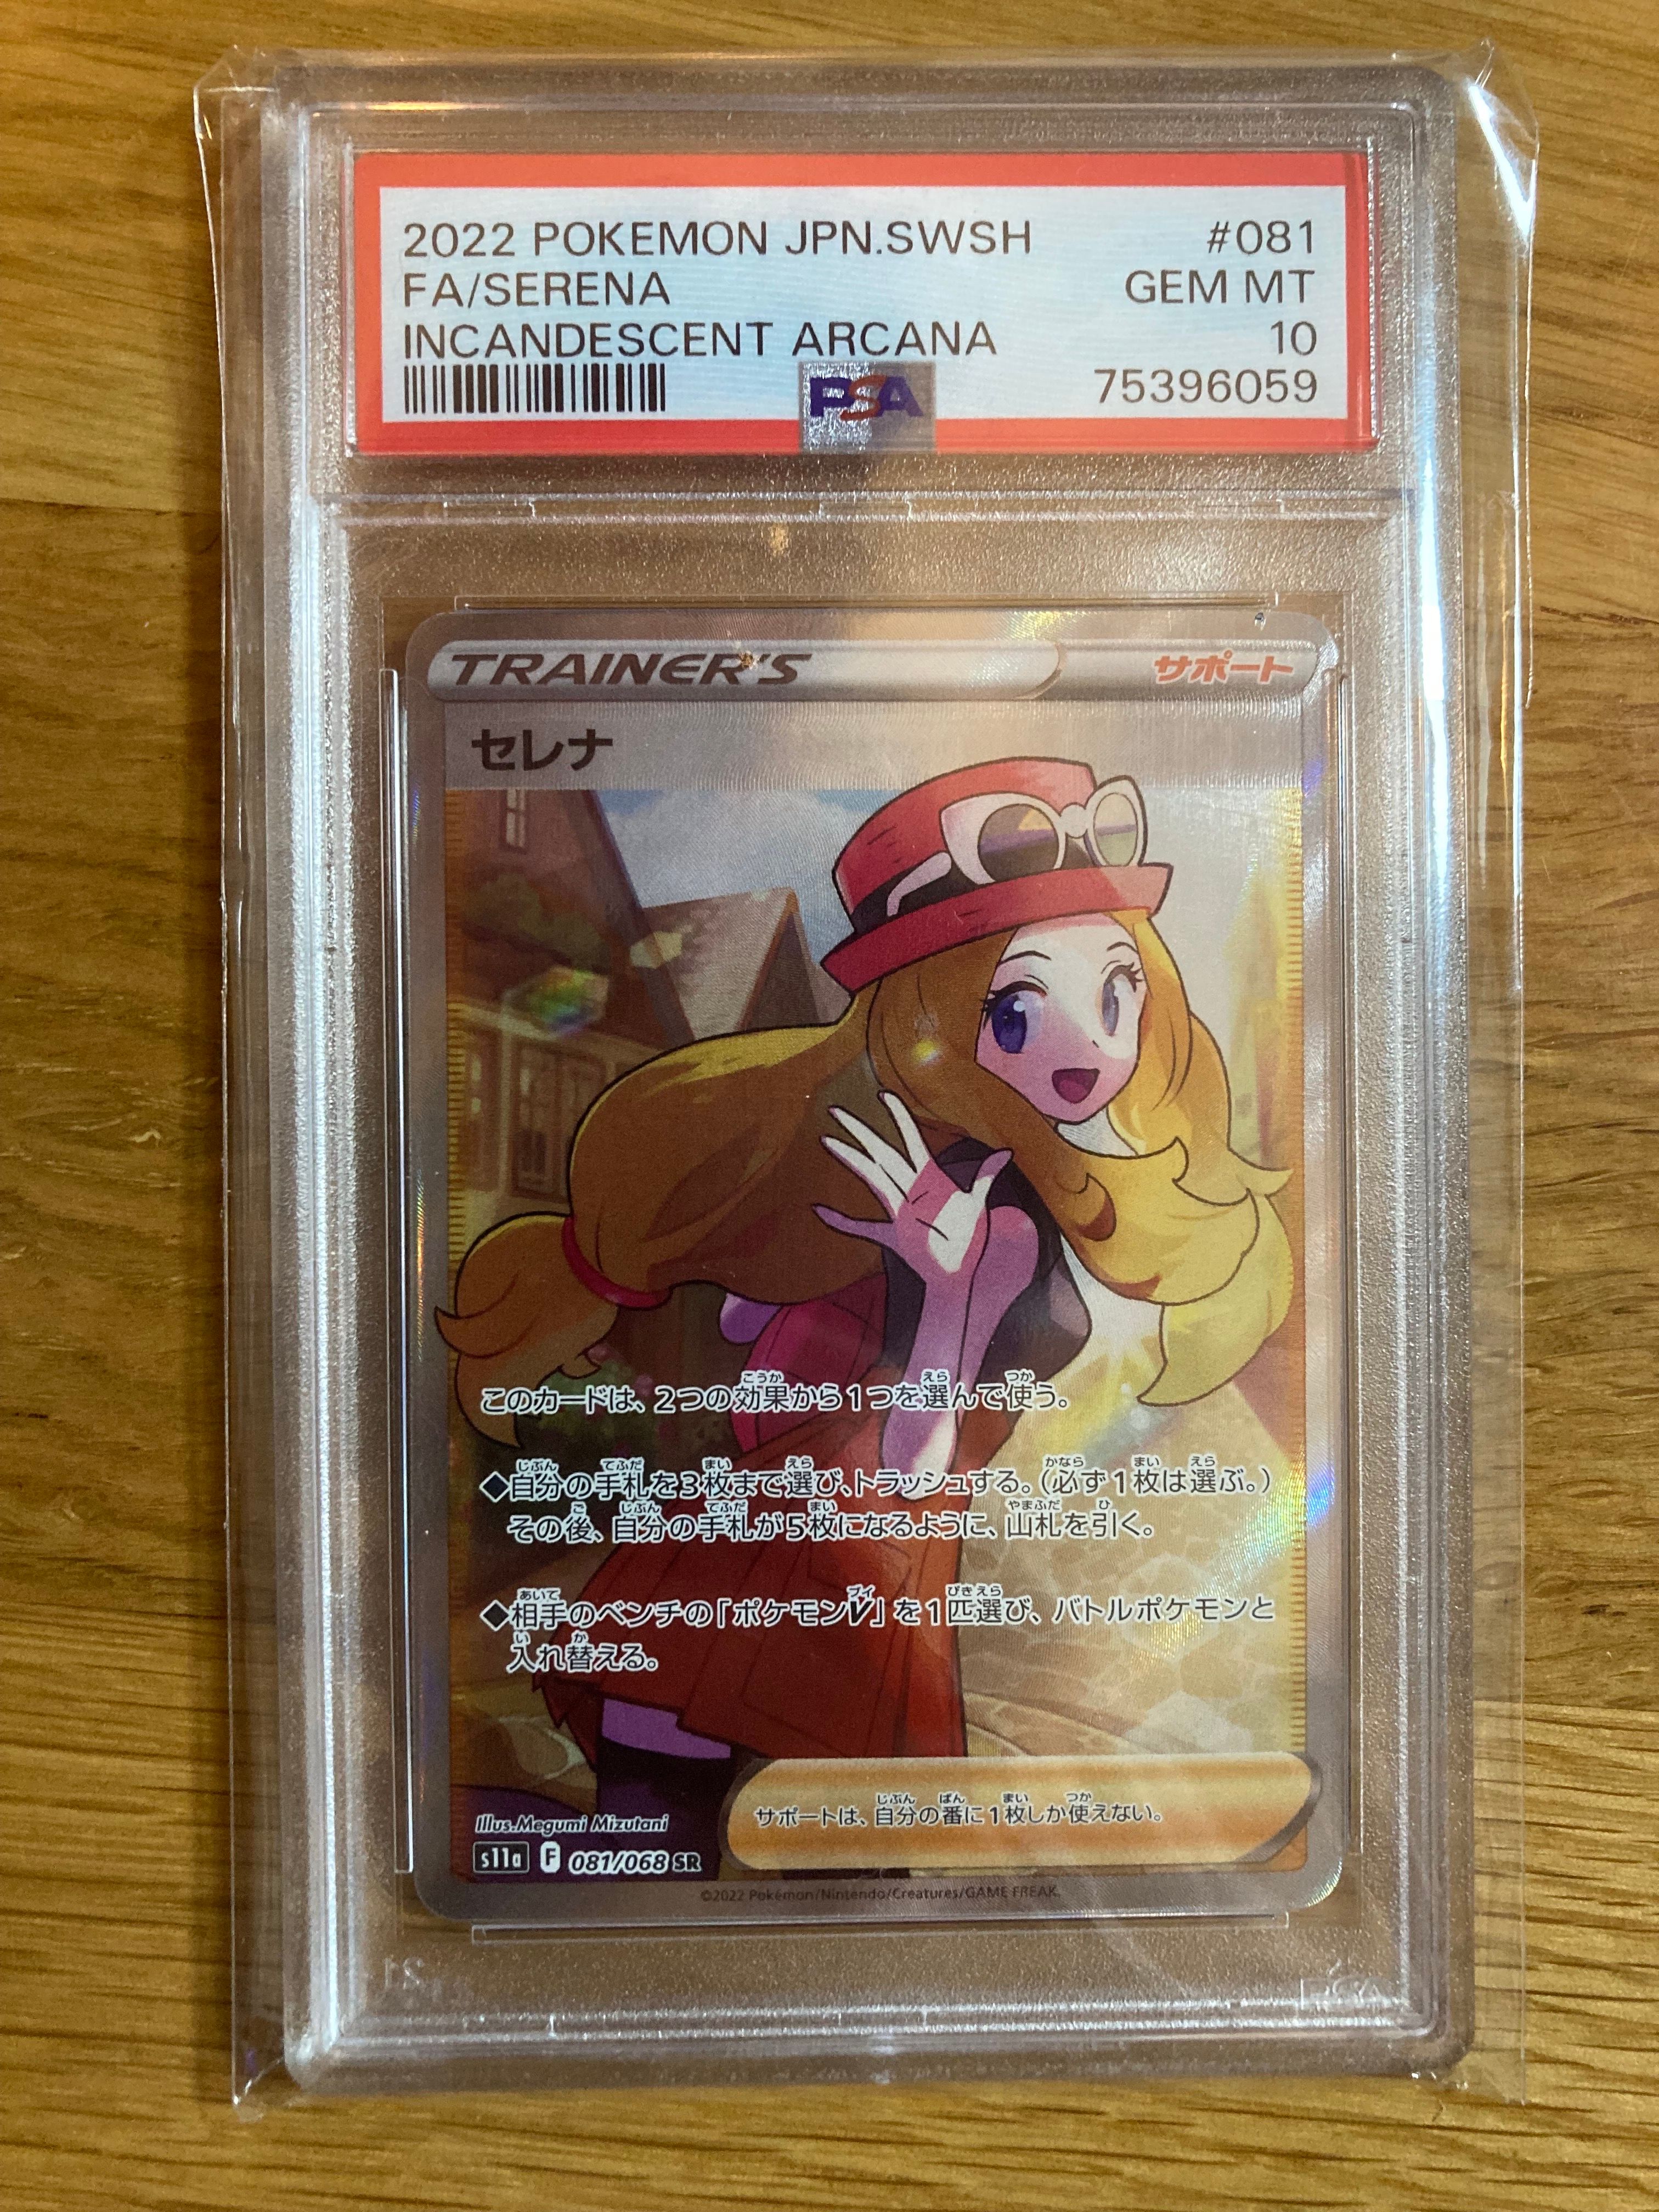 2022 POKEMON JPN.SWSH #081
FA/SERENA GEM MT
INCANDESCENT ARCANA 10
PSA 75396059
TRAINER'S サポート
セレナ
このカードは、2つの効果から1つを選んで使う。
◆自分の手札を3枚まで選び、トラッシュする。(必ず1枚は選ぶ。)
その後、自分の手札が5枚になるように、山札を引く。
◆相手のベンチの「ポケモンV」を1匹選び、バトルポケモンと
入れ替える。
サポートは、自分の番に1枚しか使えない。
Illus.Megumi Mizutani
s11a F 081/068 SR
©2022 Pokémon/Nintendo/Creatures/GAME FREAK.